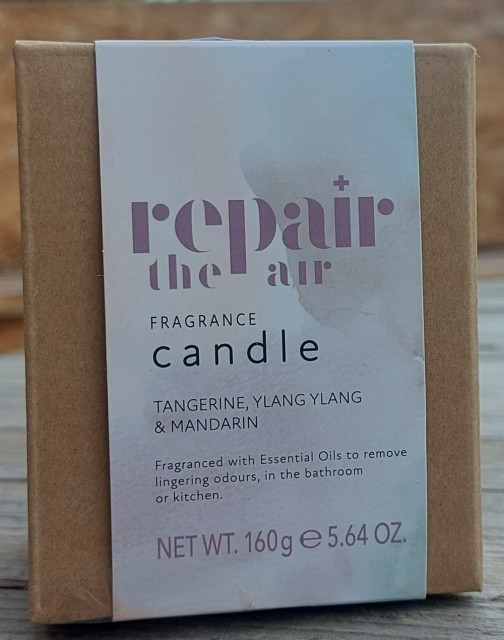 repair
the air
FRAGRANCE
candle
TANGERINE, YLANG YLANG
& MANDARIN
Fragranced with Essential Oils to remove
lingering odours, in the bathroom
or kitchen.
NET WT. 160g ℮ 5.64 OZ.